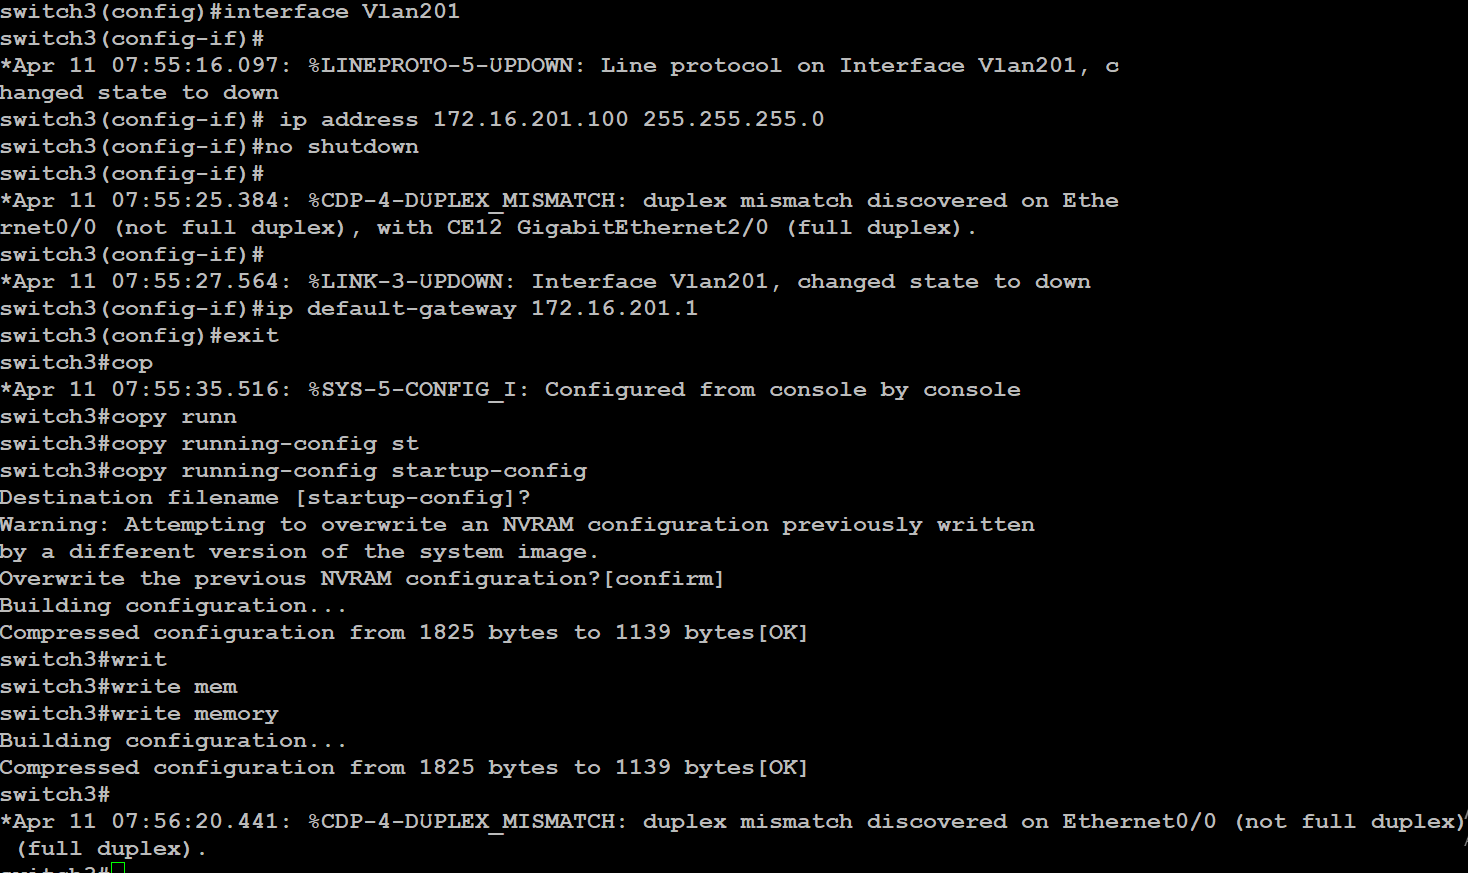 switch3(config)#interface Vlan201
switch3(config-if)#
*Apr 11 07:55:16.097: %LINEPROTO-5-UPDOWN: Line protocol on Interface Vlan201, c
hanged state to down
switch3(config-if)# ip address 172.16.201.100 255.255.255.0
switch3(config-if)#no shutdown
switch3(config-if)#
*Apr 11 07:55:25.384: %CDP-4-DUPLEX_MISMATCH: duplex mismatch discovered on Ethe
rnet0/0 (not full duplex), with CE12 GigabitEthernet2/0 (full duplex).
switch3(config-if)#
*Apr 11 07:55:27.564: %LINK-3-UPDOWN: Interface Vlan201, changed state to down
switch3(config-if)#ip default-gateway 172.16.201.1
switch3(config)#exit
switch3#cop
*Apr 11 07:55:35.516: %SYS-5-CONFIG_I: Configured from console by console
switch3#copy runn
switch3#copy running-config st
switch3#copy running-config startup-config
Destination filename [startup-config]?
Warning: Attempting to overwrite an NVRAM configuration previously written
by a different version of the system image.
Overwrite the previous NVRAM configuration?[confirm]
Building configuration...
Compressed configuration from 1825 bytes to 1139 bytes[OK]
switch3#writ
switch3#write mem
switch3#write memory
Building configuration...
Compressed configuration from 1825 bytes to 1139 bytes[OK]
switch3#
*Apr 11 07:56:20.441: %CDP-4-DUPLEX_MISMATCH: duplex mismatch discovered on Ethernet0/0 (not full duplex)
(full duplex).
switch3#